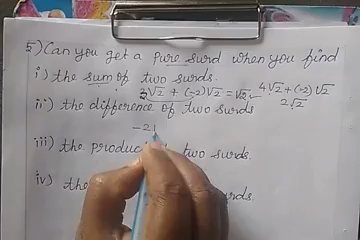 5) Can you get a pure surd when you find
i) the sum of two surds.
3√2 + (-2)√2 = √2. 4√2 + (-2) √2
2√2
ii) the difference of two surds
-2
iii) the product two surds.
iv) the surds.